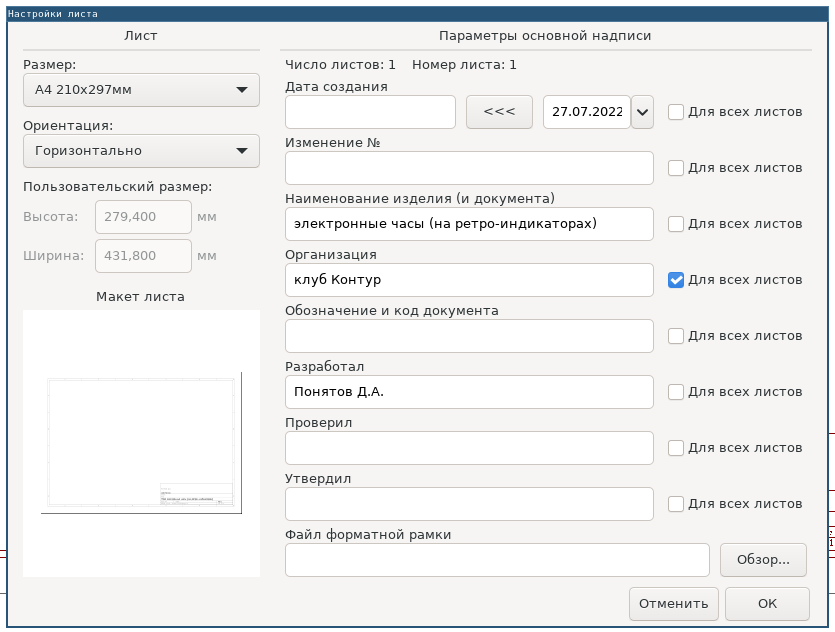 Настройки листа
Лист
Размер:
A4 210x297мм
Ориентация:
Горизонтально
Пользовательский размер:
Высота: 279,400 мм
Ширина: 431,800 мм
Макет листа
Параметры основной надписи
Число листов: 1 Номер листа: 1
Дата создания
<<< 27.07.2022 Для всех листов
Изменение №
Для всех листов
Наименование изделия (и документа)
электронные часы (на ретро-индикаторах) Для всех листов
Организация
клуб Контур Для всех листов
Обозначение и код документа
Для всех листов
Разработал
Понятов Д.А. Для всех листов
Проверил
Для всех листов
Утвердил
Для всех листов
Файл форматной рамки
Обзор...
Отменить ОК